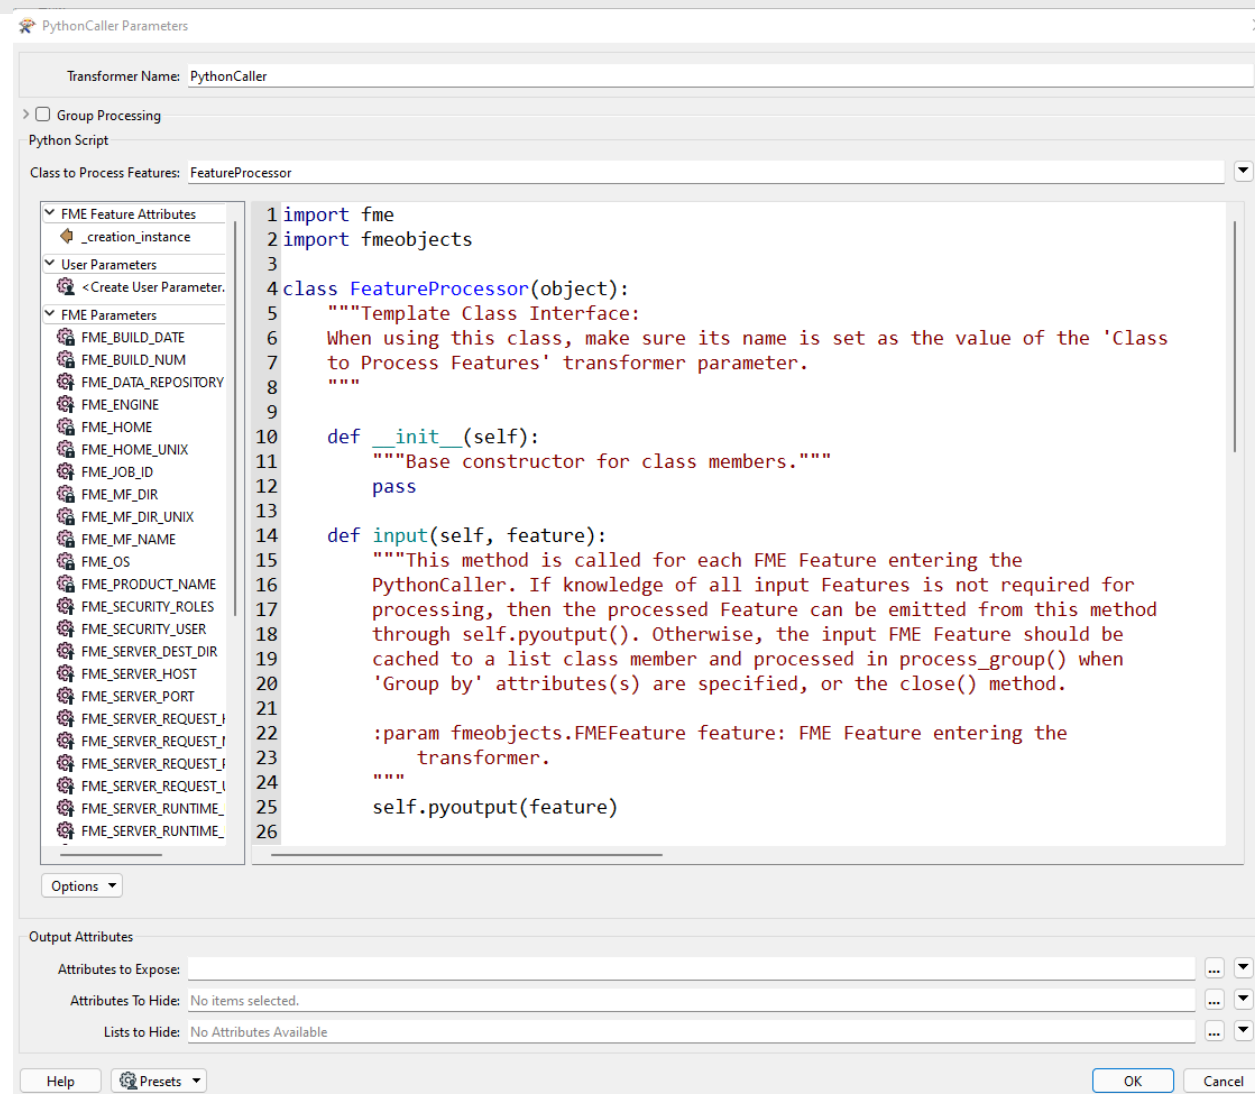 PythonCaller Parameters
Transformer Name: PythonCaller
Group Processing
Python Script
Class to Process Features: FeatureProcessor
FME Feature Attributes
_creation_instance
User Parameters
<Create User Parameter.
FME Parameters
FME_BUILD_DATE
FME_BUILD_NUM
FME_DATA_REPOSITORY
FME_ENGINE
FME_HOME
FME_HOME_UNIX
FME_JOB_ID
FME_MF_DIR
FME_MF_DIR_UNIX
FME_MF_NAME
FME_OS
FME_PRODUCT_NAME
FME_SECURITY_ROLES
FME_SECURITY_USER
FME_SERVER_DEST_DIR
FME_SERVER_HOST
FME_SERVER_PORT
FME_SERVER_REQUEST_
FME_SERVER_REQUEST_
FME_SERVER_REQUEST_
FME_SERVER_REQUEST_
FME_SERVER_RUNTIME_
FME_SERVER_RUNTIME_
1 import fme
2 import fmeobjects
3
4 class FeatureProcessor(object):
5     """Template Class Interface:
6     When using this class, make sure its name is set as the value of the 'Class
7     to Process Features' transformer parameter.
8     """
9
10     def __init__(self):
11         """Base constructor for class members."""
12         pass
13
14     def input(self, feature):
15         """This method is called for each FME Feature entering the
16         PythonCaller. If knowledge of all input Features is not required for
17         processing, then the processed Feature can be emitted from this method
18         through self.pyoutput(). Otherwise, the input FME Feature should be
19         cached to a list class member and processed in process_group() when
20         'Group by' attributes(s) are specified, or the close() method.
21
22         :param fmeobjects.FMEFeature feature: FME Feature entering the
23             transformer.
24         """
25         self.pyoutput(feature)
26
Options
Output Attributes
Attributes to Expose:
...
Attributes To Hide: No items selected.
...
Lists to Hide: No Attributes Available
...
Help
Presets
OK
Cancel